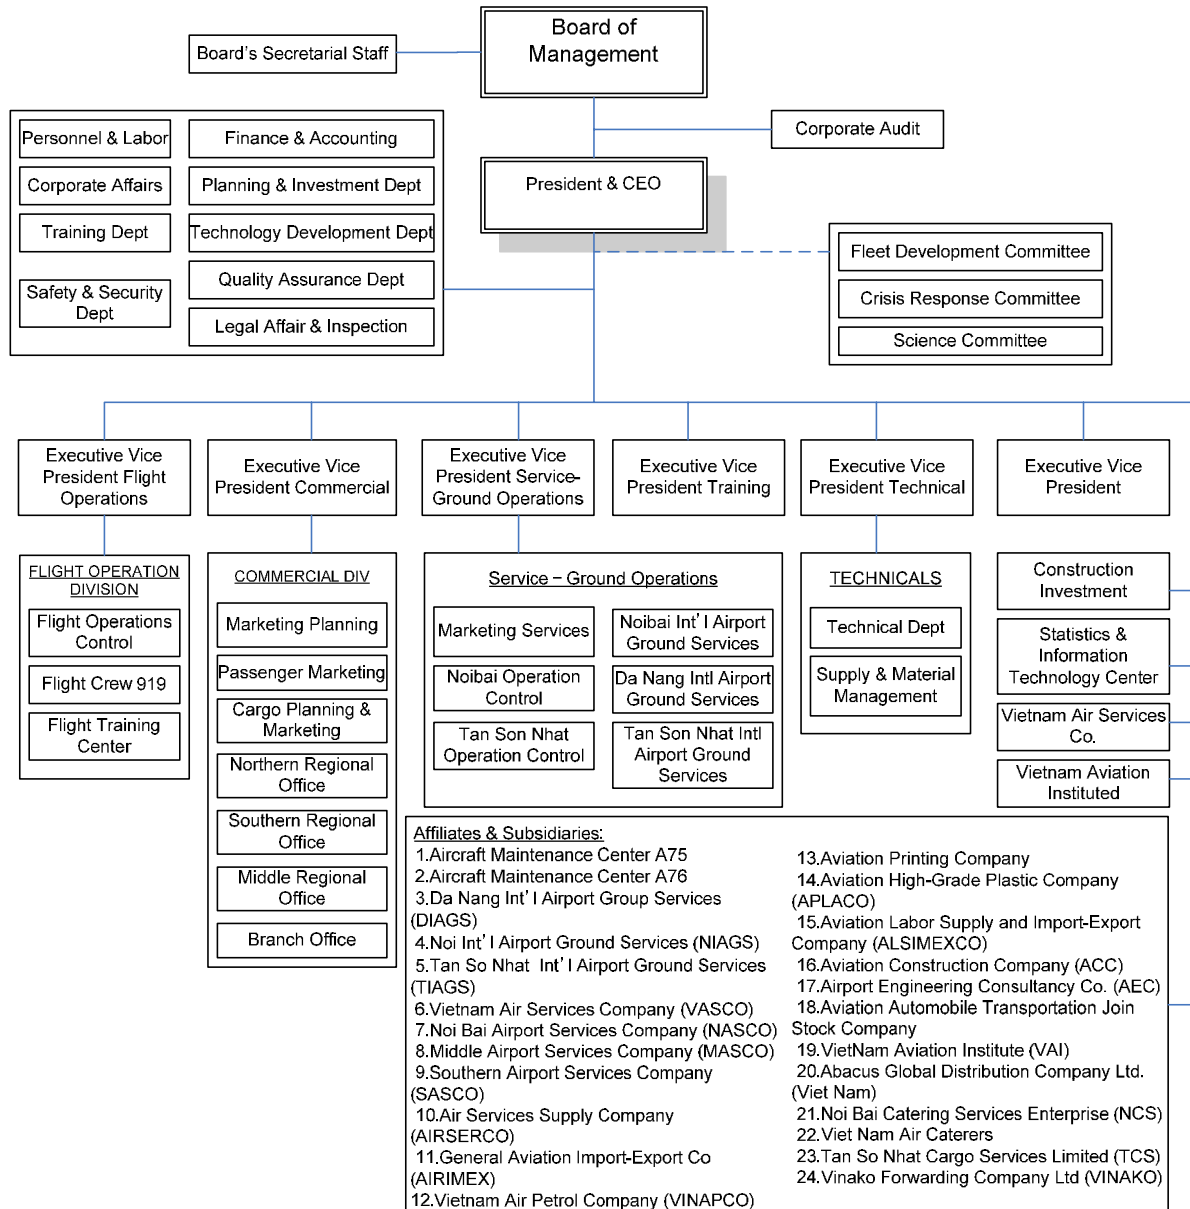 Board of
Management
Board's Secretarial Staff
Corporate Audit
President & CEO
Personnel & Labor
Finance & Accounting
Corporate Affairs
Planning & Investment Dept
Training Dept
Technology Development Dept
Safety & Security
Dept
Quality Assurance Dept
Legal Affair & Inspection
Fleet Development Committee
Crisis Response Committee
Science Committee
Executive Vice
President Flight
Operations
Executive Vice
President Commercial
Executive Vice
President Service-
Ground Operations
Executive Vice
President Training
Executive Vice
President Technical
Executive Vice
President
FLIGHT OPERATION
DIVISION
Flight Operations
Control
Flight Crew 919
Flight Training
Center
COMMERCIAL DIV
Marketing Planning
Passenger Marketing
Cargo Planning &
Marketing
Northern Regional
Office
Southern Regional
Office
Middle Regional
Office
Branch Office
Service – Ground Operations
Marketing Services
Noibai Operation
Control
Tan Son Nhat
Operation Control
Noibai Int' l Airport
Ground Services
Da Nang Intl Airport
Ground Services
Tan Son Nhat Intl
Airport Ground
Services
TECHNICALS
Technical Dept
Supply & Material
Management
Construction
Investment
Statistics &
Information
Technology Center
Vietnam Air Services
Co.
Vietnam Aviation
Instituted
Affiliates & Subsidiaries:
1.Aircraft Maintenance Center A75
2.Aircraft Maintenance Center A76
3.Da Nang Int' l Airport Group Services
(DIAGS)
4.Noi Int' l Airport Ground Services (NIAGS)
5.Tan So Nhat Int' l Airport Ground Services
(TIAGS)
6.Vietnam Air Services Company (VASCO)
7.Noi Bai Airport Services Company (NASCO)
8.Middle Airport Services Company (MASCO)
9.Southern Airport Services Company
(SASCO)
10.Air Services Supply Company
(AIRSERCO)
11.General Aviation Import-Export Co
(AIRIMEX)
12.Vietnam Air Petrol Company (VINAPCO)
13.Aviation Printing Company
14.Aviation High-Grade Plastic Company
(APLACO)
15.Aviation Labor Supply and Import-Export
Company (ALSIMEXCO)
16.Aviation Construction Company (ACC)
17.Airport Engineering Consultancy Co. (AEC)
18.Aviation Automobile Transportation Join
Stock Company
19.VietNam Aviation Institute (VAI)
20.Abacus Global Distribution Company Ltd.
(Viet Nam)
21.Noi Bai Catering Services Enterprise (NCS)
22.Viet Nam Air Caterers
23.Tan So Nhat Cargo Services Limited (TCS)
24.Vinako Forwarding Company Ltd (VINAKO)